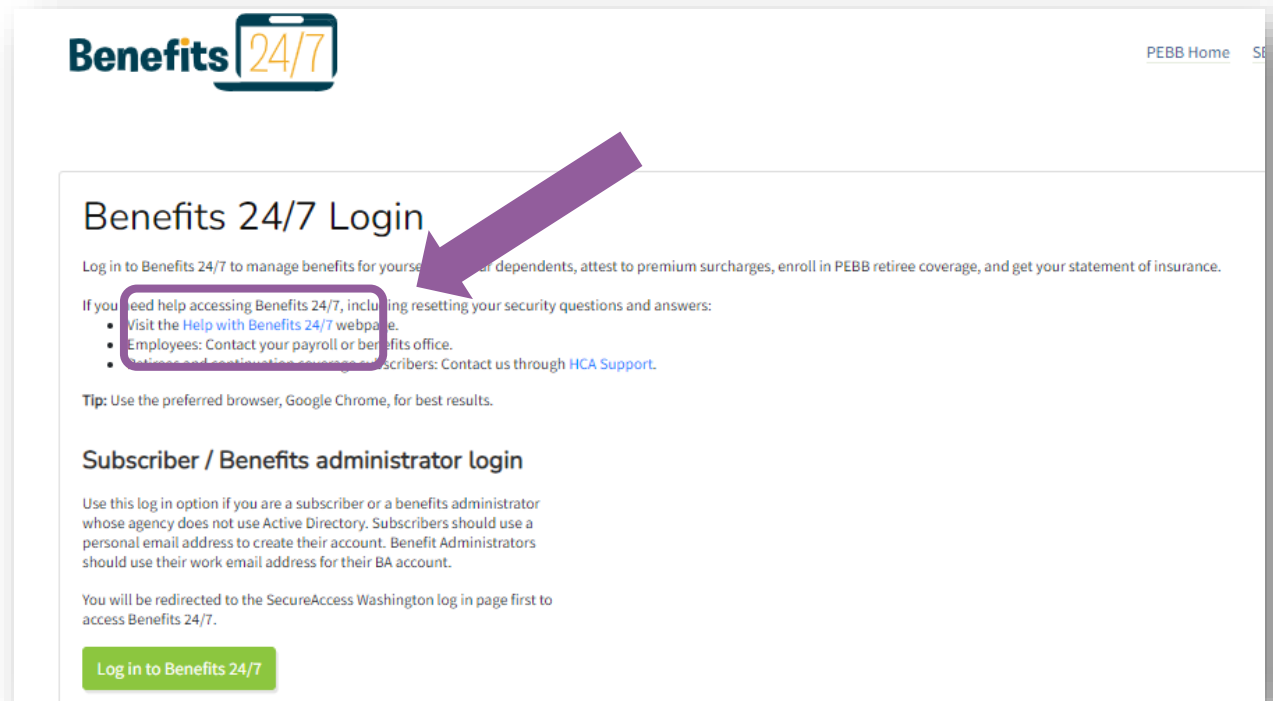 Benefits 24/7
PEBB Home SE
Benefits 24/7 Login
Log in to Benefits 24/7 to manage benefits for yourse dependents, attest to premium surcharges, enroll in PEBB retiree coverage, and get your statement of insurance.
If you need help accessing Benefits 24/7, including resetting your security questions and answers:
• Visit the Help with Benefits 24/7 webpage.
• Employees: Contact your payroll or benefits office.
• Retirees and continuation coverage subscribers: Contact us through HCA Support.
Tip: Use the preferred browser, Google Chrome, for best results.
Subscriber / Benefits administrator login
Use this log in option if you are a subscriber or a benefits administrator
whose agency does not use Active Directory. Subscribers should use a
personal email address to create their account. Benefit Administrators
should use their work email address for their BA account.
You will be redirected to the SecureAccess Washington log in page first to
access Benefits 24/7.
Log in to Benefits 24/7